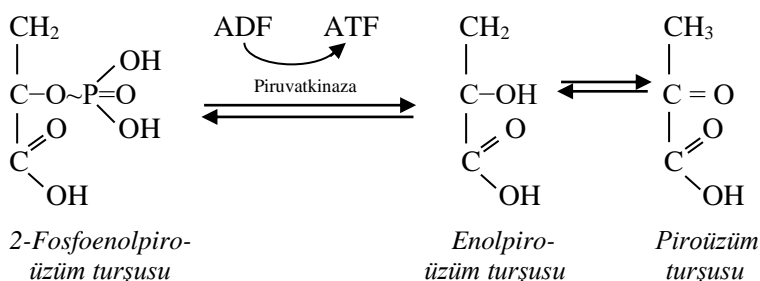 CH₂ ADF ATF CH₂ CH₃
OH
C–O~P=O Piruvatkinaza C–OH C = O
O OH O O
C C C
OH OH OH
2-Fosfoenolpiro- Enolpiro- Piroüzüm
üzüm turşusu üzüm turşusu turşusu